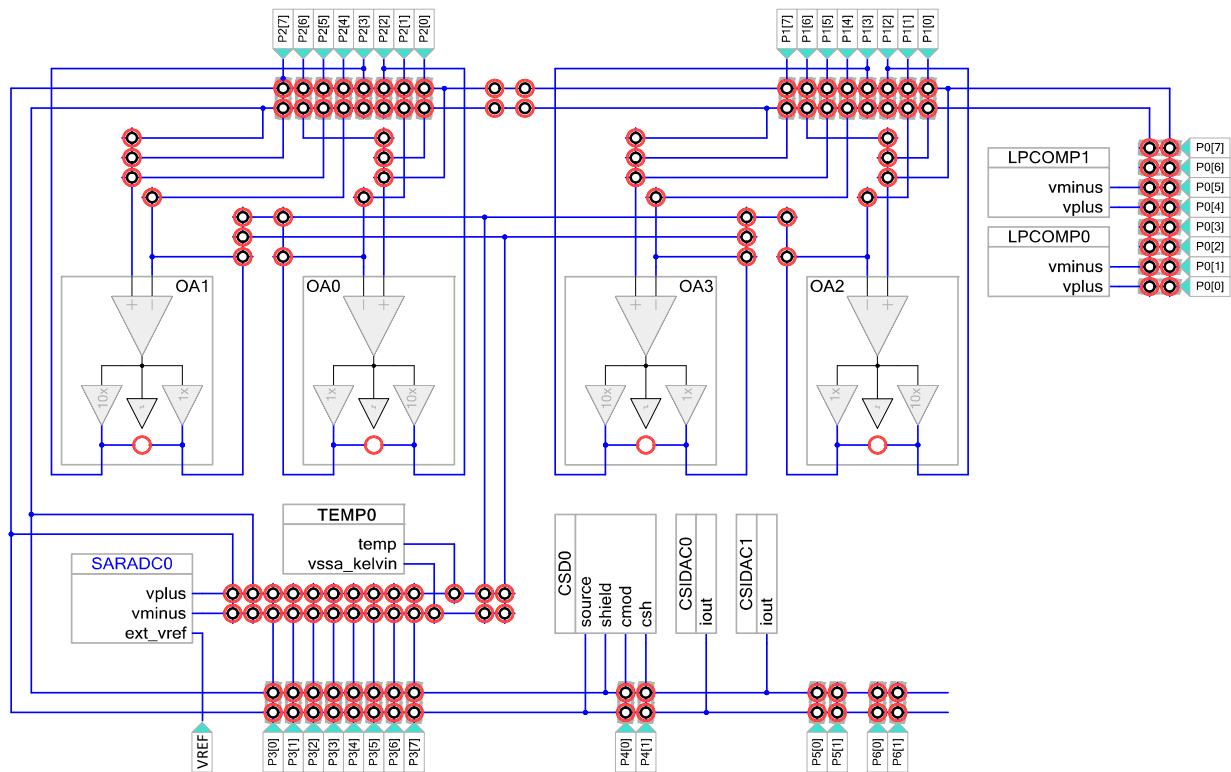 P2[7]
P2[6]
P2[5]
P2[4]
P2[3]
P2[2]
P2[1]
P2[0]
P1[7]
P1[6]
P1[5]
P1[4]
P1[3]
P1[2]
P1[1]
P1[0]
LPCOMP1
vminus
vplus
LPCOMP0
vminus
vplus
P0[7]
P0[6]
P0[5]
P0[4]
P0[3]
P0[2]
P0[1]
P0[0]
OA1
+
10x
1x
OA0
+
1x
10x
OA3
+
10x
1x
OA2
+
1x
10x
TEMP0
temp
vssa_kelvin
SARADC0
vplus
vminus
ext_vref
CSD0
source
shield
cmod
csh
CSIDAC0
iout
CSIDAC1
iout
VREF
P3[0]
P3[1]
P3[2]
P3[3]
P3[4]
P3[5]
P3[6]
P3[7]
P4[0]
P4[1]
P5[0]
P5[1]
P6[0]
P6[1]